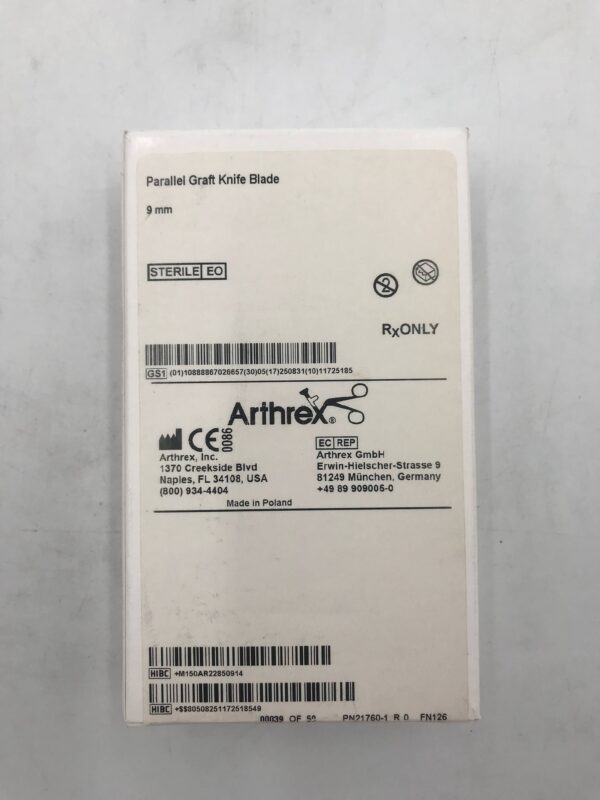 Parallel Graft Knife Blade
9 mm
STERILE EO
2
RxONLY
GS1 (01)10888867026657(30)05(17)250831(10)11725185
Arthrex®
CE 0086
EC REP
Arthrex, Inc.
1370 Creekside Blvd
Naples, FL 34108, USA
(800) 934-4404
Arthrex GmbH
Erwin-Hielscher-Strasse 9
81249 München, Germany
+49 89 909005-0
Made in Poland
HIBC +M150AR22850914
HIBC +$$80508251172518549
00039 OF 50 PN21760-1 R 0 FN126